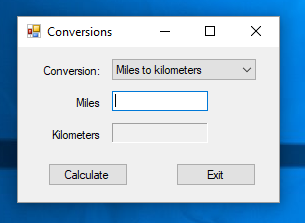 Conversions
Conversion: Miles to kilometers
Miles
Kilometers
Calculate Exit